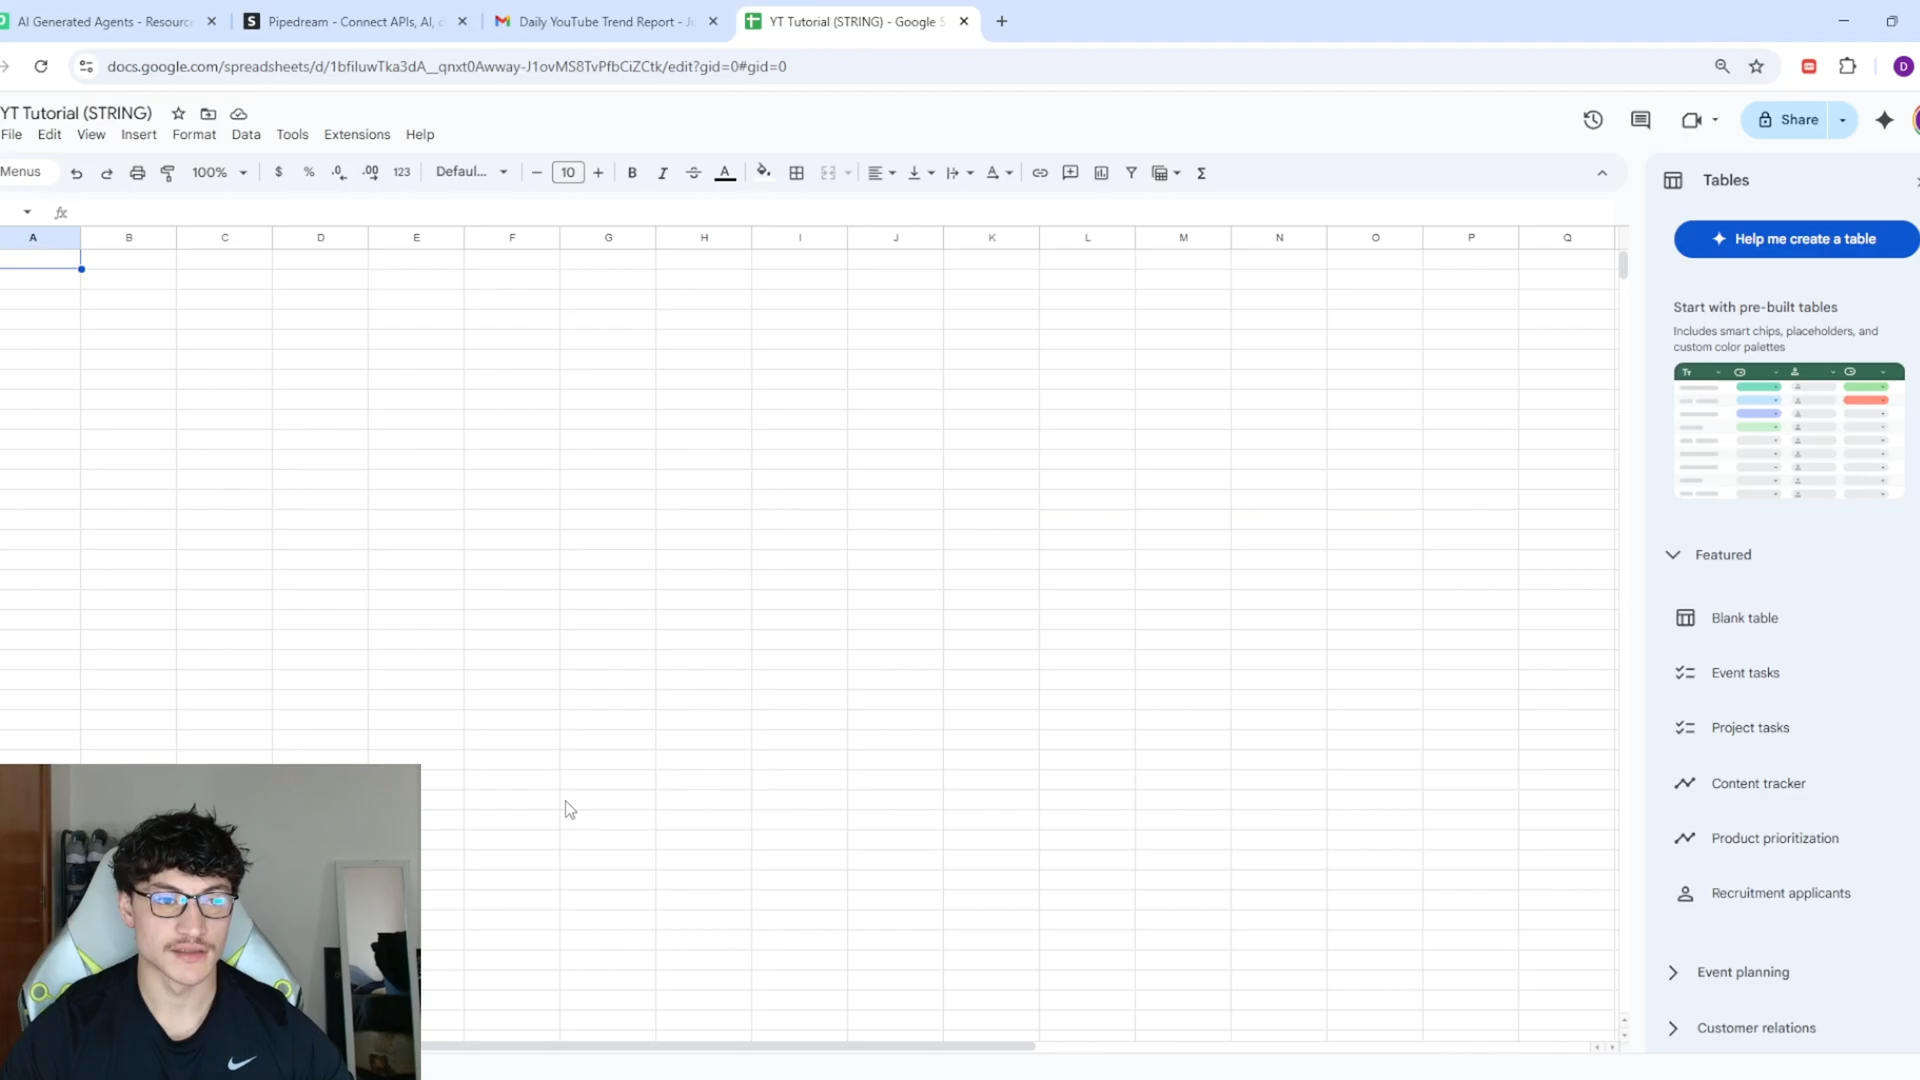 AI Generated Agents - Resource
Pipedream - Connect APIs, AI, c
Daily YouTube Trend Report - Ju
YT Tutorial (STRING) - Google S
docs.google.com/spreadsheets/d/1bfiluwTka3dA__qnxt0Awway-J1ovMS8TvPfbCiZCtk/edit?gid=0#gid=0
D
YT Tutorial (STRING)
File Edit View Insert Format Data Tools Extensions Help
Share
Menus
100%
$ % .0 .00 123
Defaul...
10
B I S A
Σ
fx
A B C D E F G H I J K L M N O P Q
Tables
Help me create a table
Start with pre-built tables
Includes smart chips, placeholders, and
custom color palettes
Tт
Featured
Blank table
Event tasks
Project tasks
Content tracker
Product prioritization
Recruitment applicants
Event planning
Customer relations